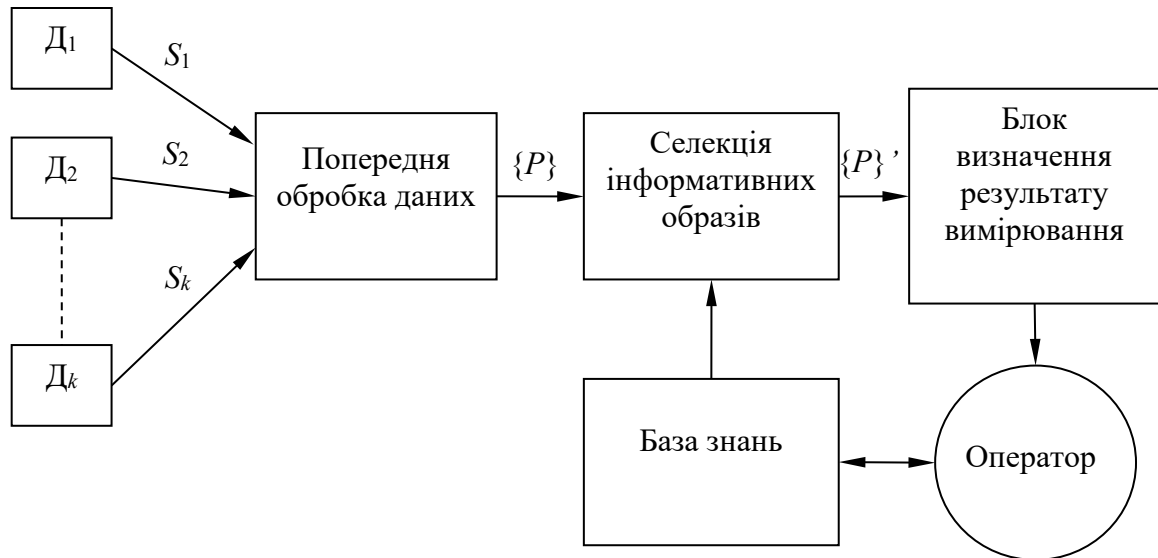 Д1
S1
Д2
S2
Дk
Sk
Попередня
обробка даних
{P}
Селекція
інформативних
образів
{P}’
Блок
визначення
результату
вимірювання
База знань
Оператор